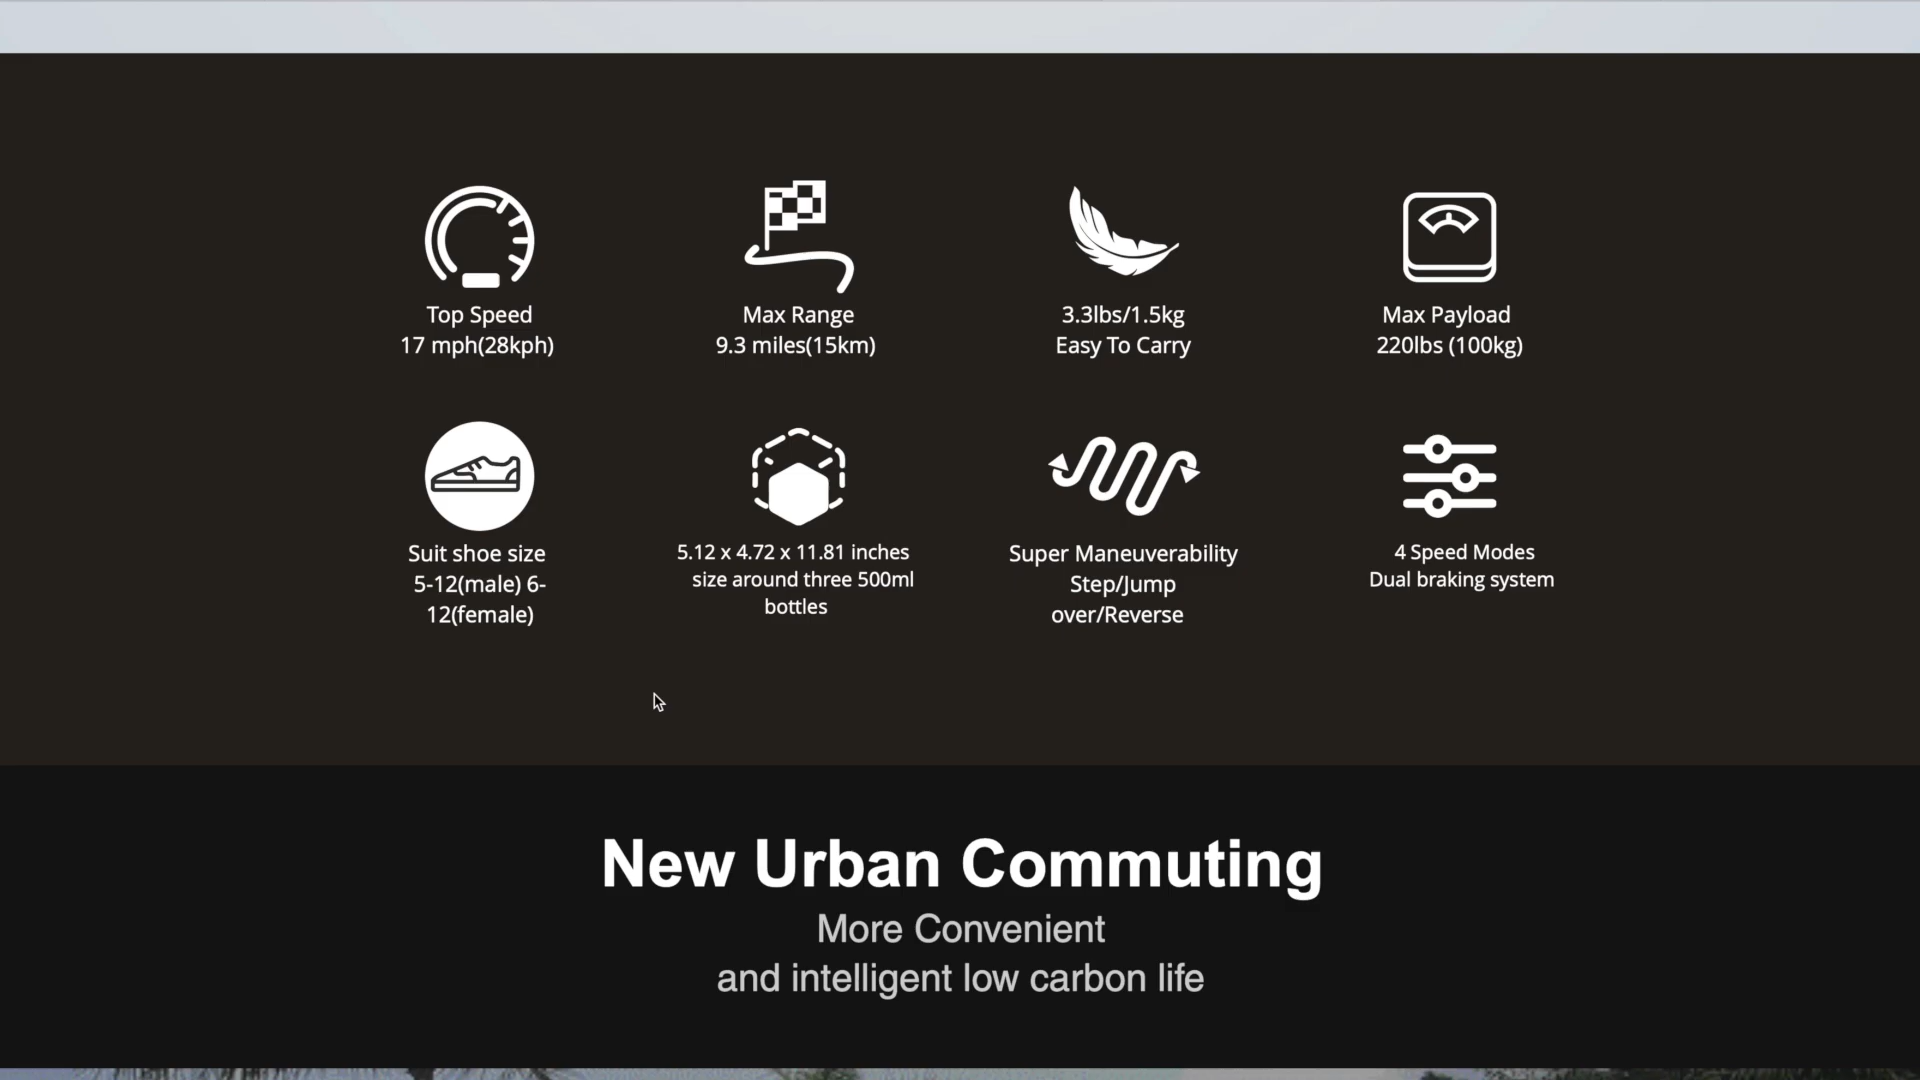 Top Speed
17 mph(28kph)
Max Range
9.3 miles(15km)
3.3lbs/1.5kg
Easy To Carry
Max Payload
220lbs (100kg)
Suit shoe size
5-12(male) 6-
12(female)
5.12 x 4.72 x 11.81 inches
size around three 500ml
bottles
Super Maneuverability
Step/Jump
over/Reverse
4 Speed Modes
Dual braking system
New Urban Commuting
More Convenient
and intelligent low carbon life